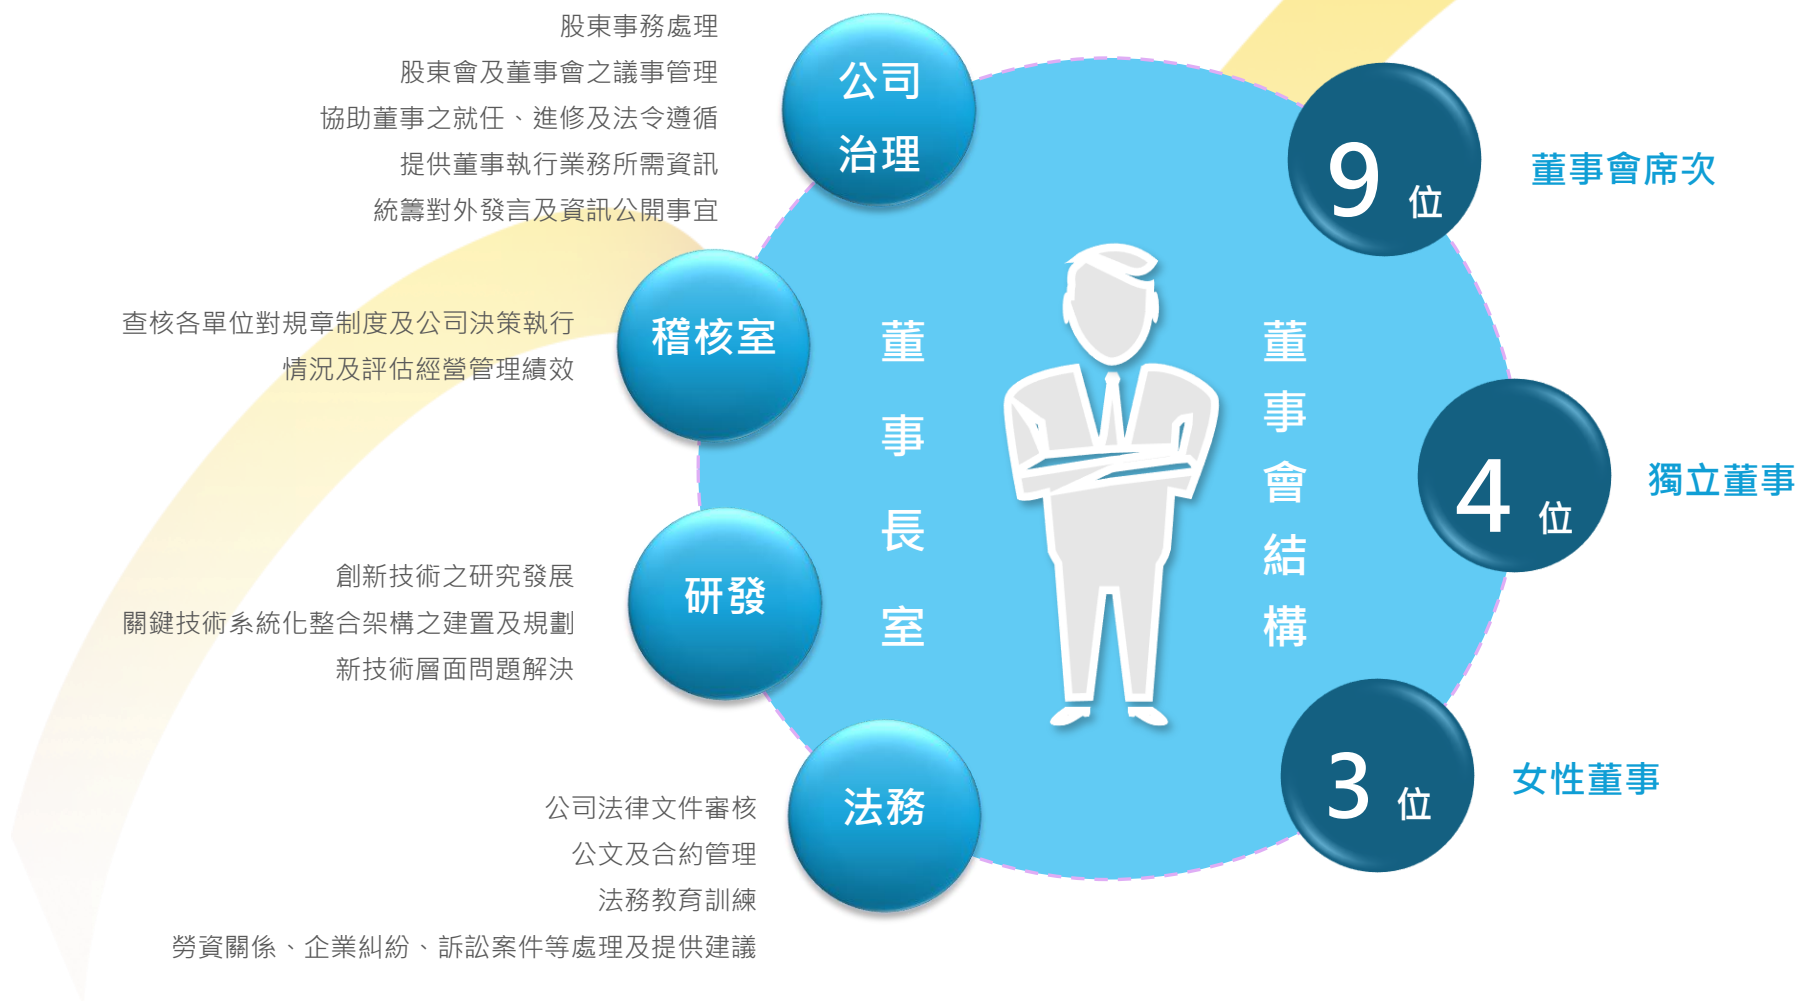 股東事務處理
股東會及董事會之議事管理
協助董事之就任、進修及法令遵循
提供董事執行業務所需資訊
統籌對外發言及資訊公開事宜
公司
治理
查核各單位對規章制度及公司決策執行
情況及評估經營管理績效
稽核室
創新技術之研究發展
關鍵技術系統化整合架構之建置及規劃
新技術層面問題解決
研發
公司法律文件審核
公文及合約管理
法務教育訓練
勞資關係、企業糾紛、訴訟案件等處理及提供建議
法務
董事長室
董事會結構
9 位
董事會席次
4 位
獨立董事
3 位
女性董事